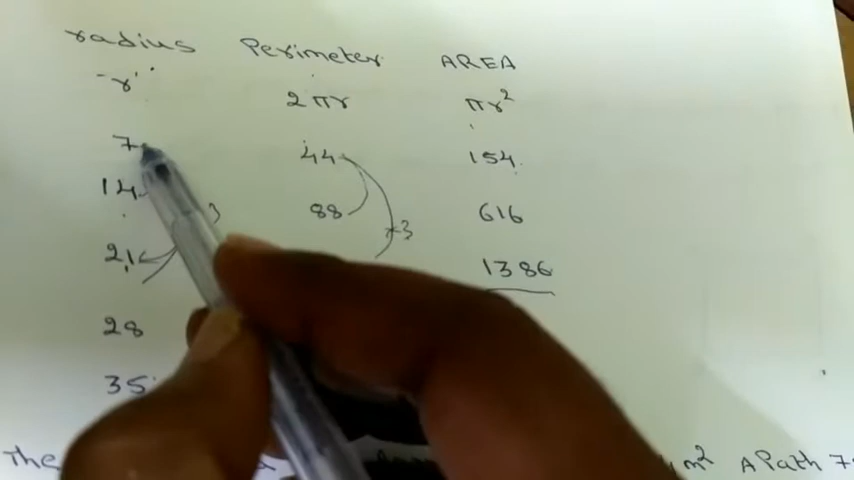 radius Perimeter AREA
"r" 2πr πr²
7 44 154
14 88 616
21 ×3 1386
28
35
The m² A Path 7